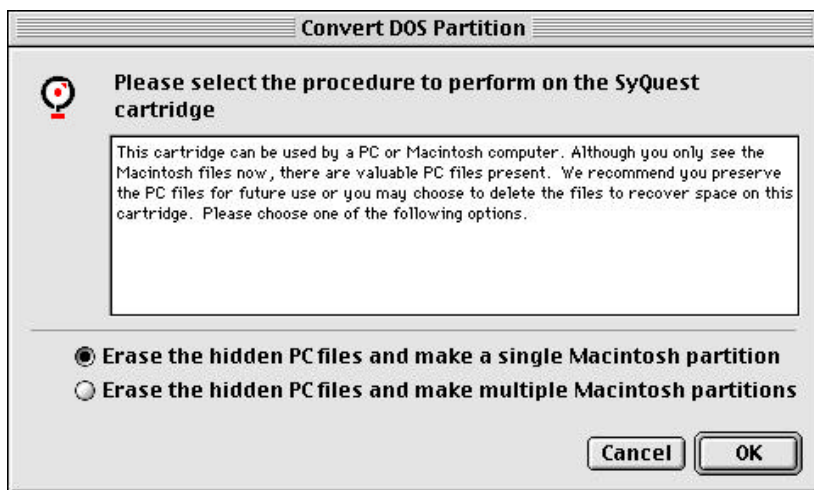 Convert DOS Partition
Please select the procedure to perform on the SyQuest
cartridge
This cartridge can be used by a PC or Macintosh computer. Although you only see the
Macintosh files now, there are valuable PC files present. We recommend you preserve
the PC files for future use or you may choose to delete the files to recover space on this
cartridge. Please choose one of the following options.
Erase the hidden PC files and make a single Macintosh partition
Erase the hidden PC files and make multiple Macintosh partitions
Cancel OK